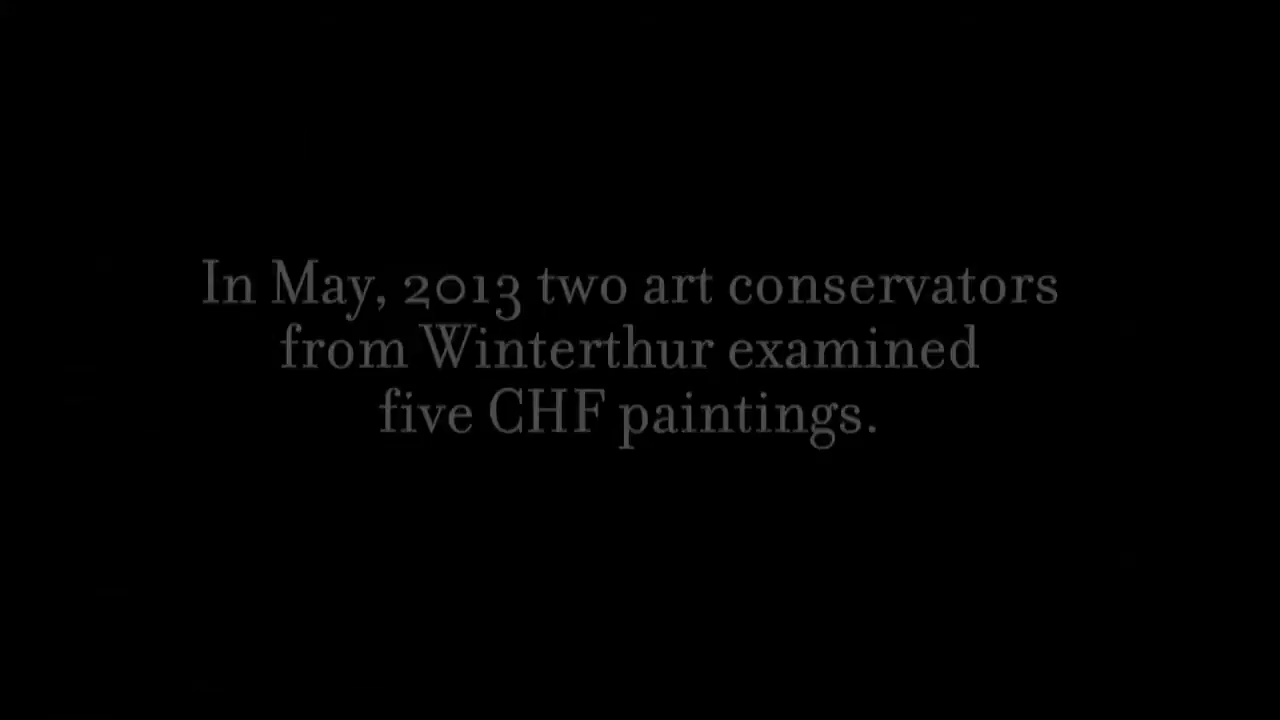 In May, 2013 two art conservators
from Winterthur examined
five CHF paintings.